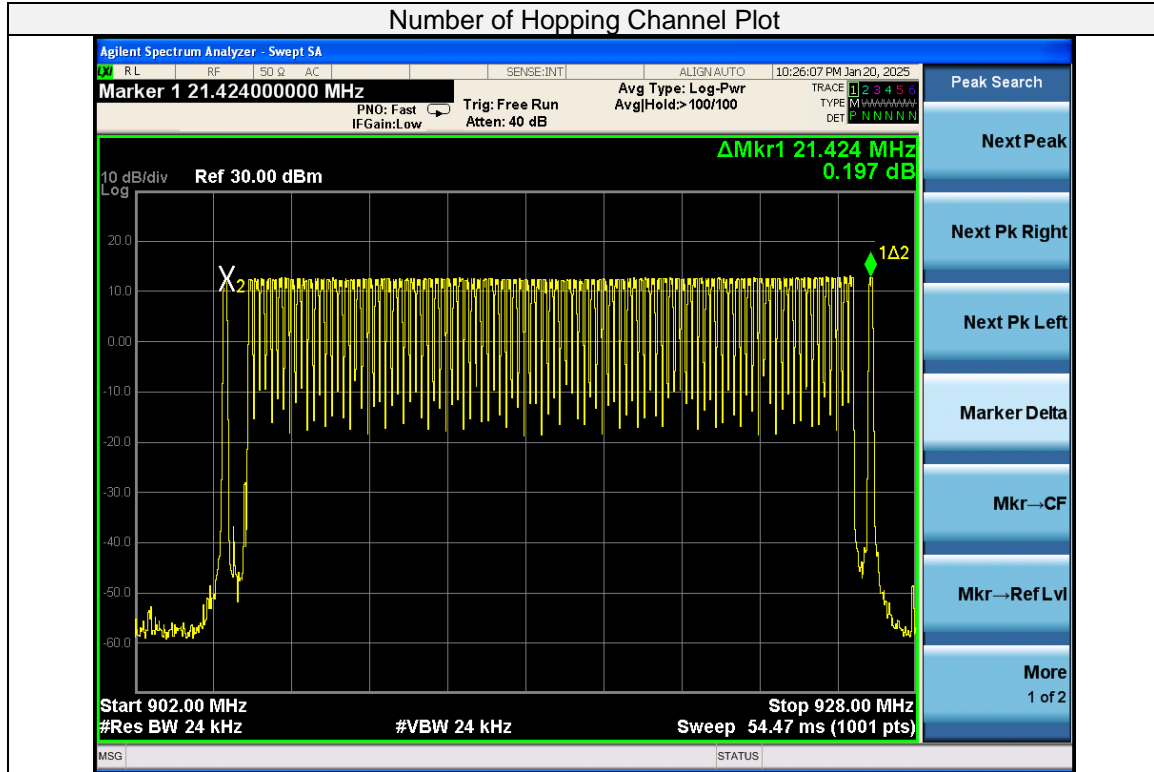 Number of Hopping Channel Plot
Agilent Spectrum Analyzer - Swept SA
LXI RL RF 50 Ω AC SENSE:INT ALIGN AUTO 10:26:07 PM Jan 20, 2025
Marker 1 21.424000000 MHz
PNO: Fast
IFGain:Low
Trig: Free Run
Atten: 40 dB
Avg Type: Log-Pwr
Avg|Hold:>100/100
TRACE 1 2 3 4 5 6
TYPE M WWWWW
DET P N N N N N
Peak Search
ΔMkr1 21.424 MHz
0.197 dB
10 dB/div Ref 30.00 dBm
Log
20.0
10.0
0.00
-10.0
-20.0
-30.0
-40.0
-50.0
-60.0
X2
1Δ2
Start 902.00 MHz Stop 928.00 MHz
#Res BW 24 kHz #VBW 24 kHz Sweep 54.47 ms (1001 pts)
Next Peak
Next Pk Right
Next Pk Left
Marker Delta
Mkr→CF
Mkr→Ref Lvl
More
1 of 2
MSG STATUS